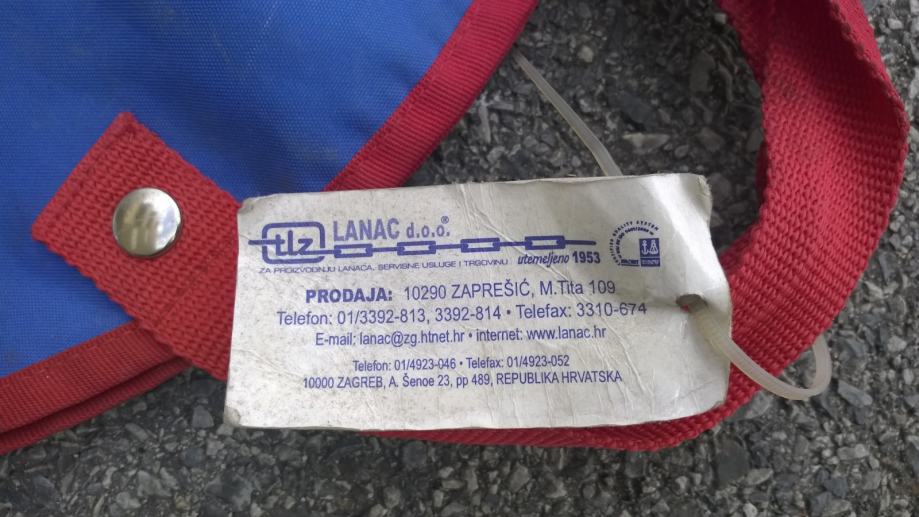 tlz LANAC d.o.o.®
ZA PROIZVODNJU LANACA, SERVISNE USLUGE I TRGOVINU utemeljeno 1953
PRODAJA: 10290 ZAPREŠIĆ, M.Tita 109
Telefon: 01/3392-813, 3392-814 • Telefax: 3310-674
E-mail: lanac@zg.htnet.hr • internet: www.lanac.hr
Telefon: 01/4923-046 • Telefax: 01/4923-052
10000 ZAGREB, A. Šenoe 23, pp 489, REPUBLIKA HRVATSKA